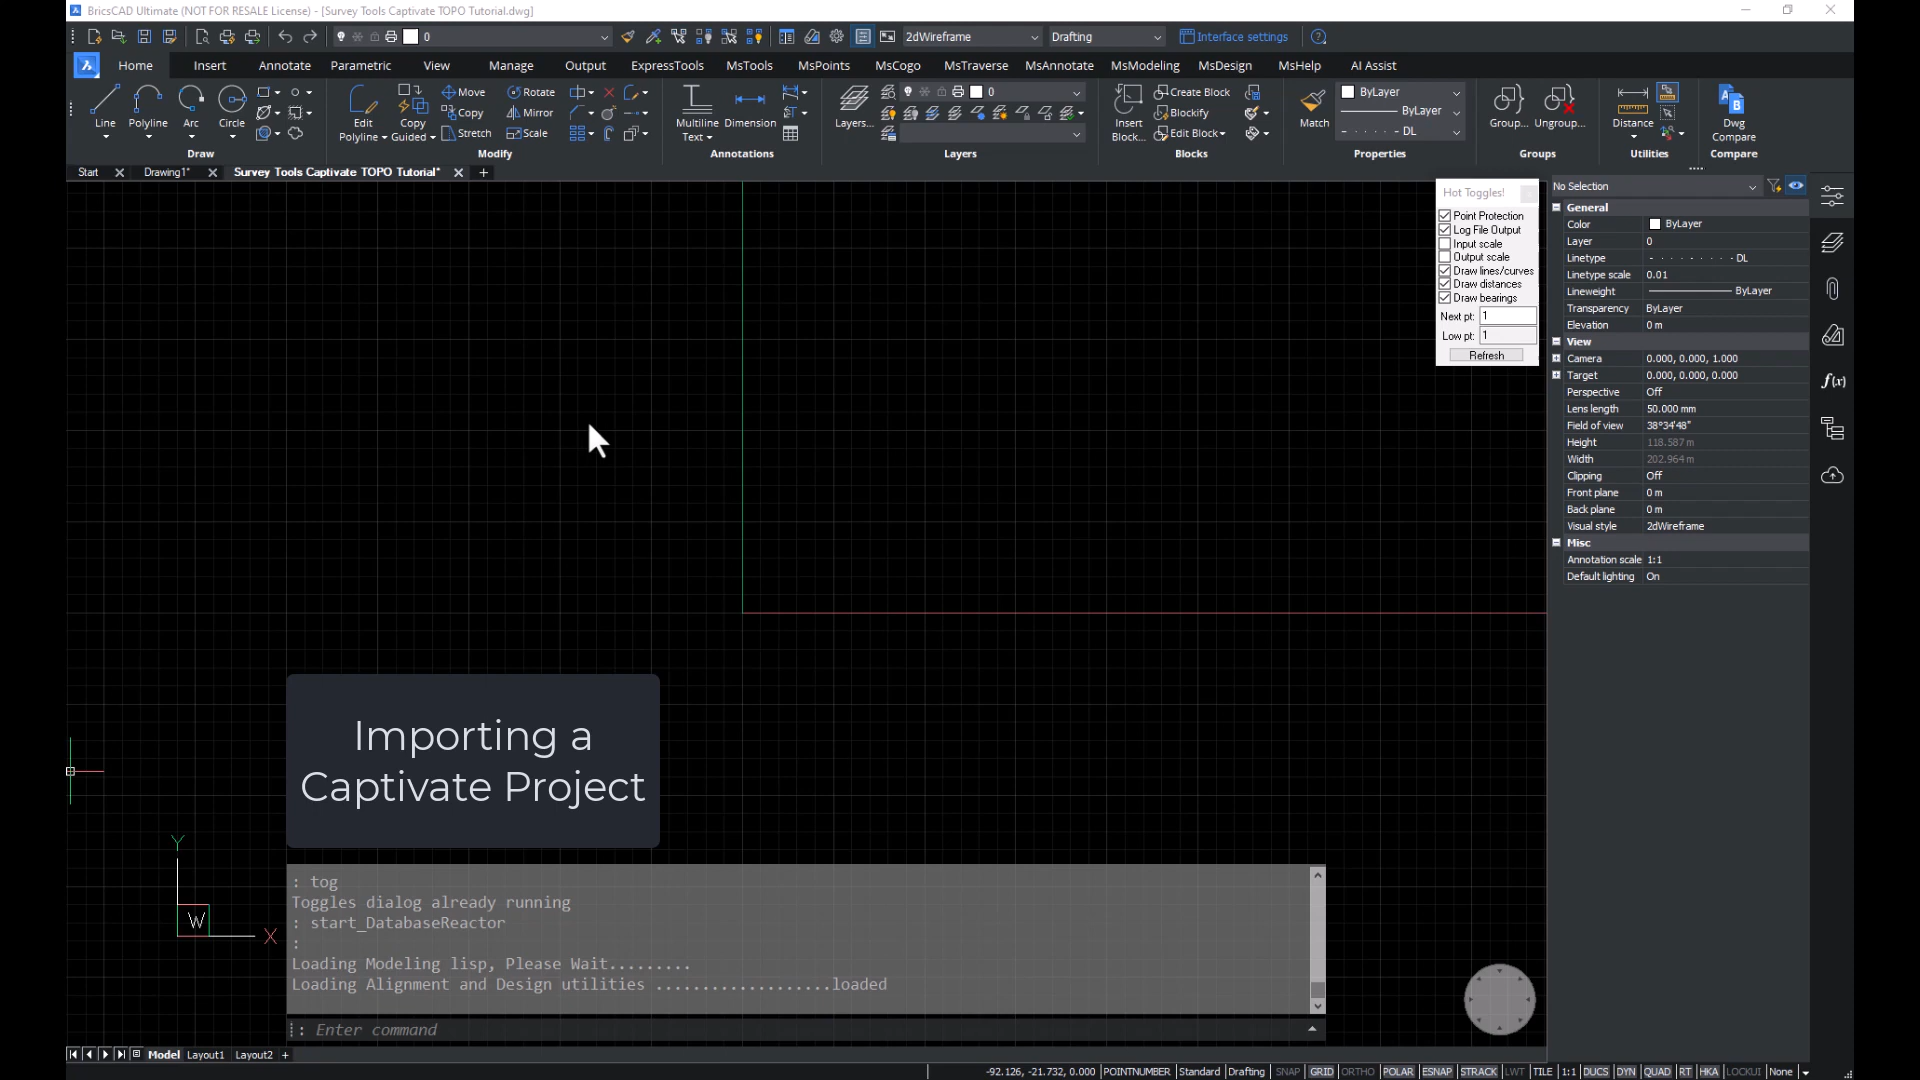 BricsCAD Ultimate (NOT FOR RESALE License) - [Survey Tools Captivate TOPO Tutorial.dwg]
0 2dWireframe Drafting Interface settings
Home Insert Annotate Parametric View Manage Output ExpressTools MsTools MsPoints MsCogo MsTraverse MsAnnotate MsModeling MsDesign MsHelp AI Assist
Line Polyline Arc Circle
Draw
Edit Polyline
Copy Guided
Move Rotate
Copy Mirror
Stretch Scale
Modify
Multiline Text
Dimension
Annotations
Layers...
0
Layers
Insert Block...
Create Block
Blockify
Edit Block
Blocks
Match
ByLayer
ByLayer
DL
Properties
Group... Ungroup...
Groups
Distance
Utilities
Dwg Compare
Compare
Start Drawing1* Survey Tools Captivate TOPO Tutorial*
Hot Toggles!
Point Protection
Log File Output
Input scale
Output scale
Draw lines/curves
Draw distances
Draw bearings
Next pt: 1
Low pt: 1
Refresh
No Selection
General
Color ByLayer
Layer 0
Linetype DL
Linetype scale 0.01
Lineweight ByLayer
Transparency ByLayer
Elevation 0 m
View
Camera 0.000, 0.000, 1.000
Target 0.000, 0.000, 0.000
Perspective Off
Lens length 50.000 mm
Field of view 38°34'48"
Height 118.587 m
Width 202.964 m
Clipping Off
Front plane 0 m
Back plane 0 m
Visual style 2dWireframe
Misc
Annotation scale 1:1
Default lighting On
f(x)
Importing a
Captivate Project
Y
W
X
: tog
Toggles dialog already running
: start_DatabaseReactor
:
Loading Modeling lisp, Please Wait.........
Loading Alignment and Design utilities ...................loaded
: Enter command
Model Layout1 Layout2 +
-92.126, -21.732, 0.000 POINTNUMBER Standard Drafting SNAP GRID ORTHO POLAR ESNAP STRACK LWT TILE 1:1 DUCS DYN QUAD RT HKA LOCKUI None